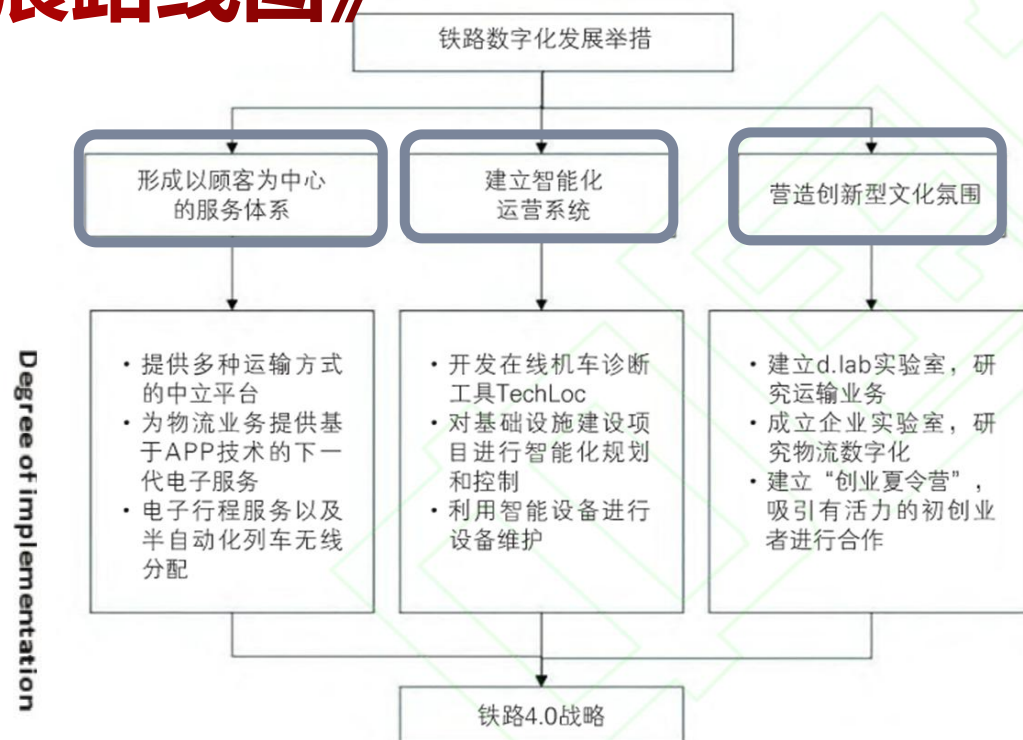 展路线图》
铁路数字化发展举措
形成以顾客为中心
的服务体系
建立智能化
运营系统
营造创新型文化氛围
• 提供多种运输方式
的中立平台
• 为物流业务提供基
于APP技术的下一
代电子服务
• 电子行程服务以及
半自动化列车无线
分配
• 开发在线机车诊断
工具TechLoc
• 对基础设施建设项
目进行智能化规划
和控制
• 利用智能设备进行
设备维护
• 建立d.lab实验室，研
究运输业务
• 成立企业实验室，研
究物流数字化
• 建立“创业夏令营”，
吸引有活力的初创业
者进行合作
铁路4.0战略
Degree of implementation